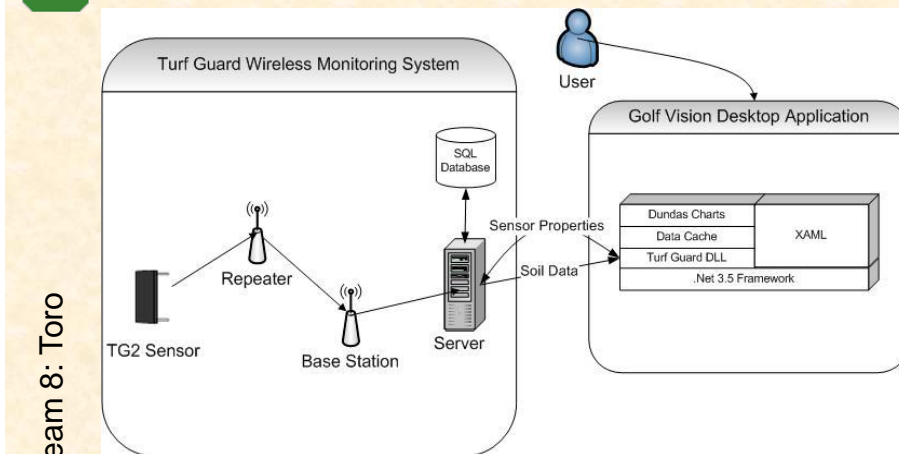 Turf Guard Wireless Monitoring System
User
Golf Vision Desktop Application
SQL
Database
Sensor Properties
Dundas Charts
Data Cache
Turf Guard DLL
XAML
.Net 3.5 Framework
Repeater
Soil Data
TG2 Sensor
Base Station
Server
eam 8: Toro